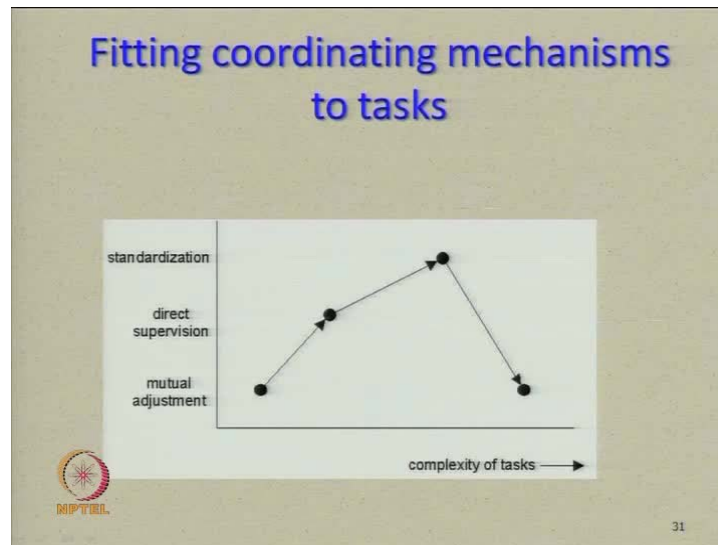 Fitting coordinating mechanisms
to tasks
standardization
direct
supervision
mutual
adjustment
complexity of tasks
NPTEL
31